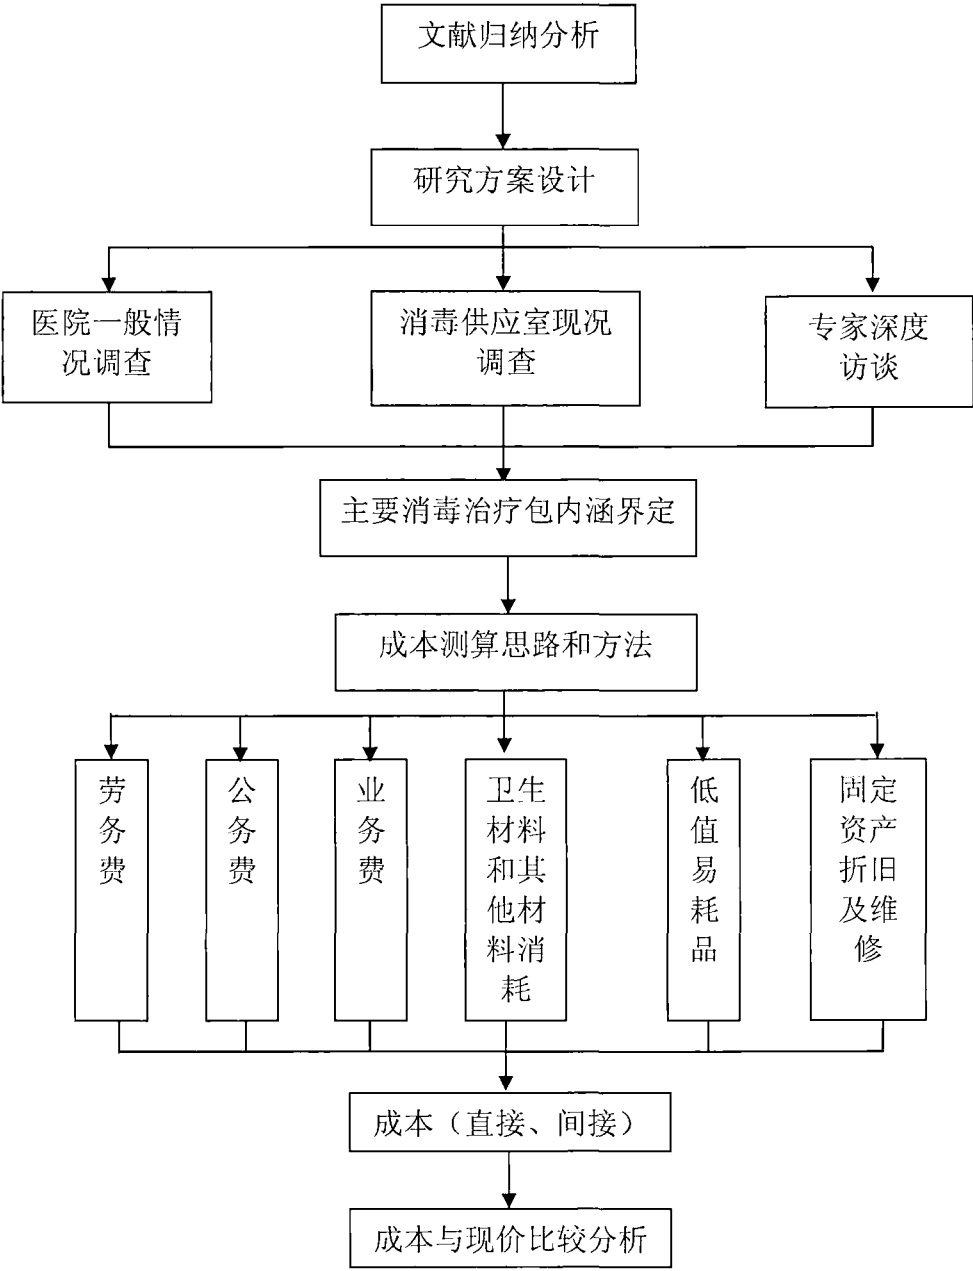 文献归纳分析
研究方案设计
医院一般情
况调查
消毒供应室现况
调查
专家深度
访谈
主要消毒治疗包内涵界定
成本测算思路和方法
劳
务
费
公
务
费
业
务
费
卫生
材料
和其
他材
料消
耗
低
值
易
耗
品
固定
资产
折旧
及维
修
成本（直接、间接）
成本与现价比较分析